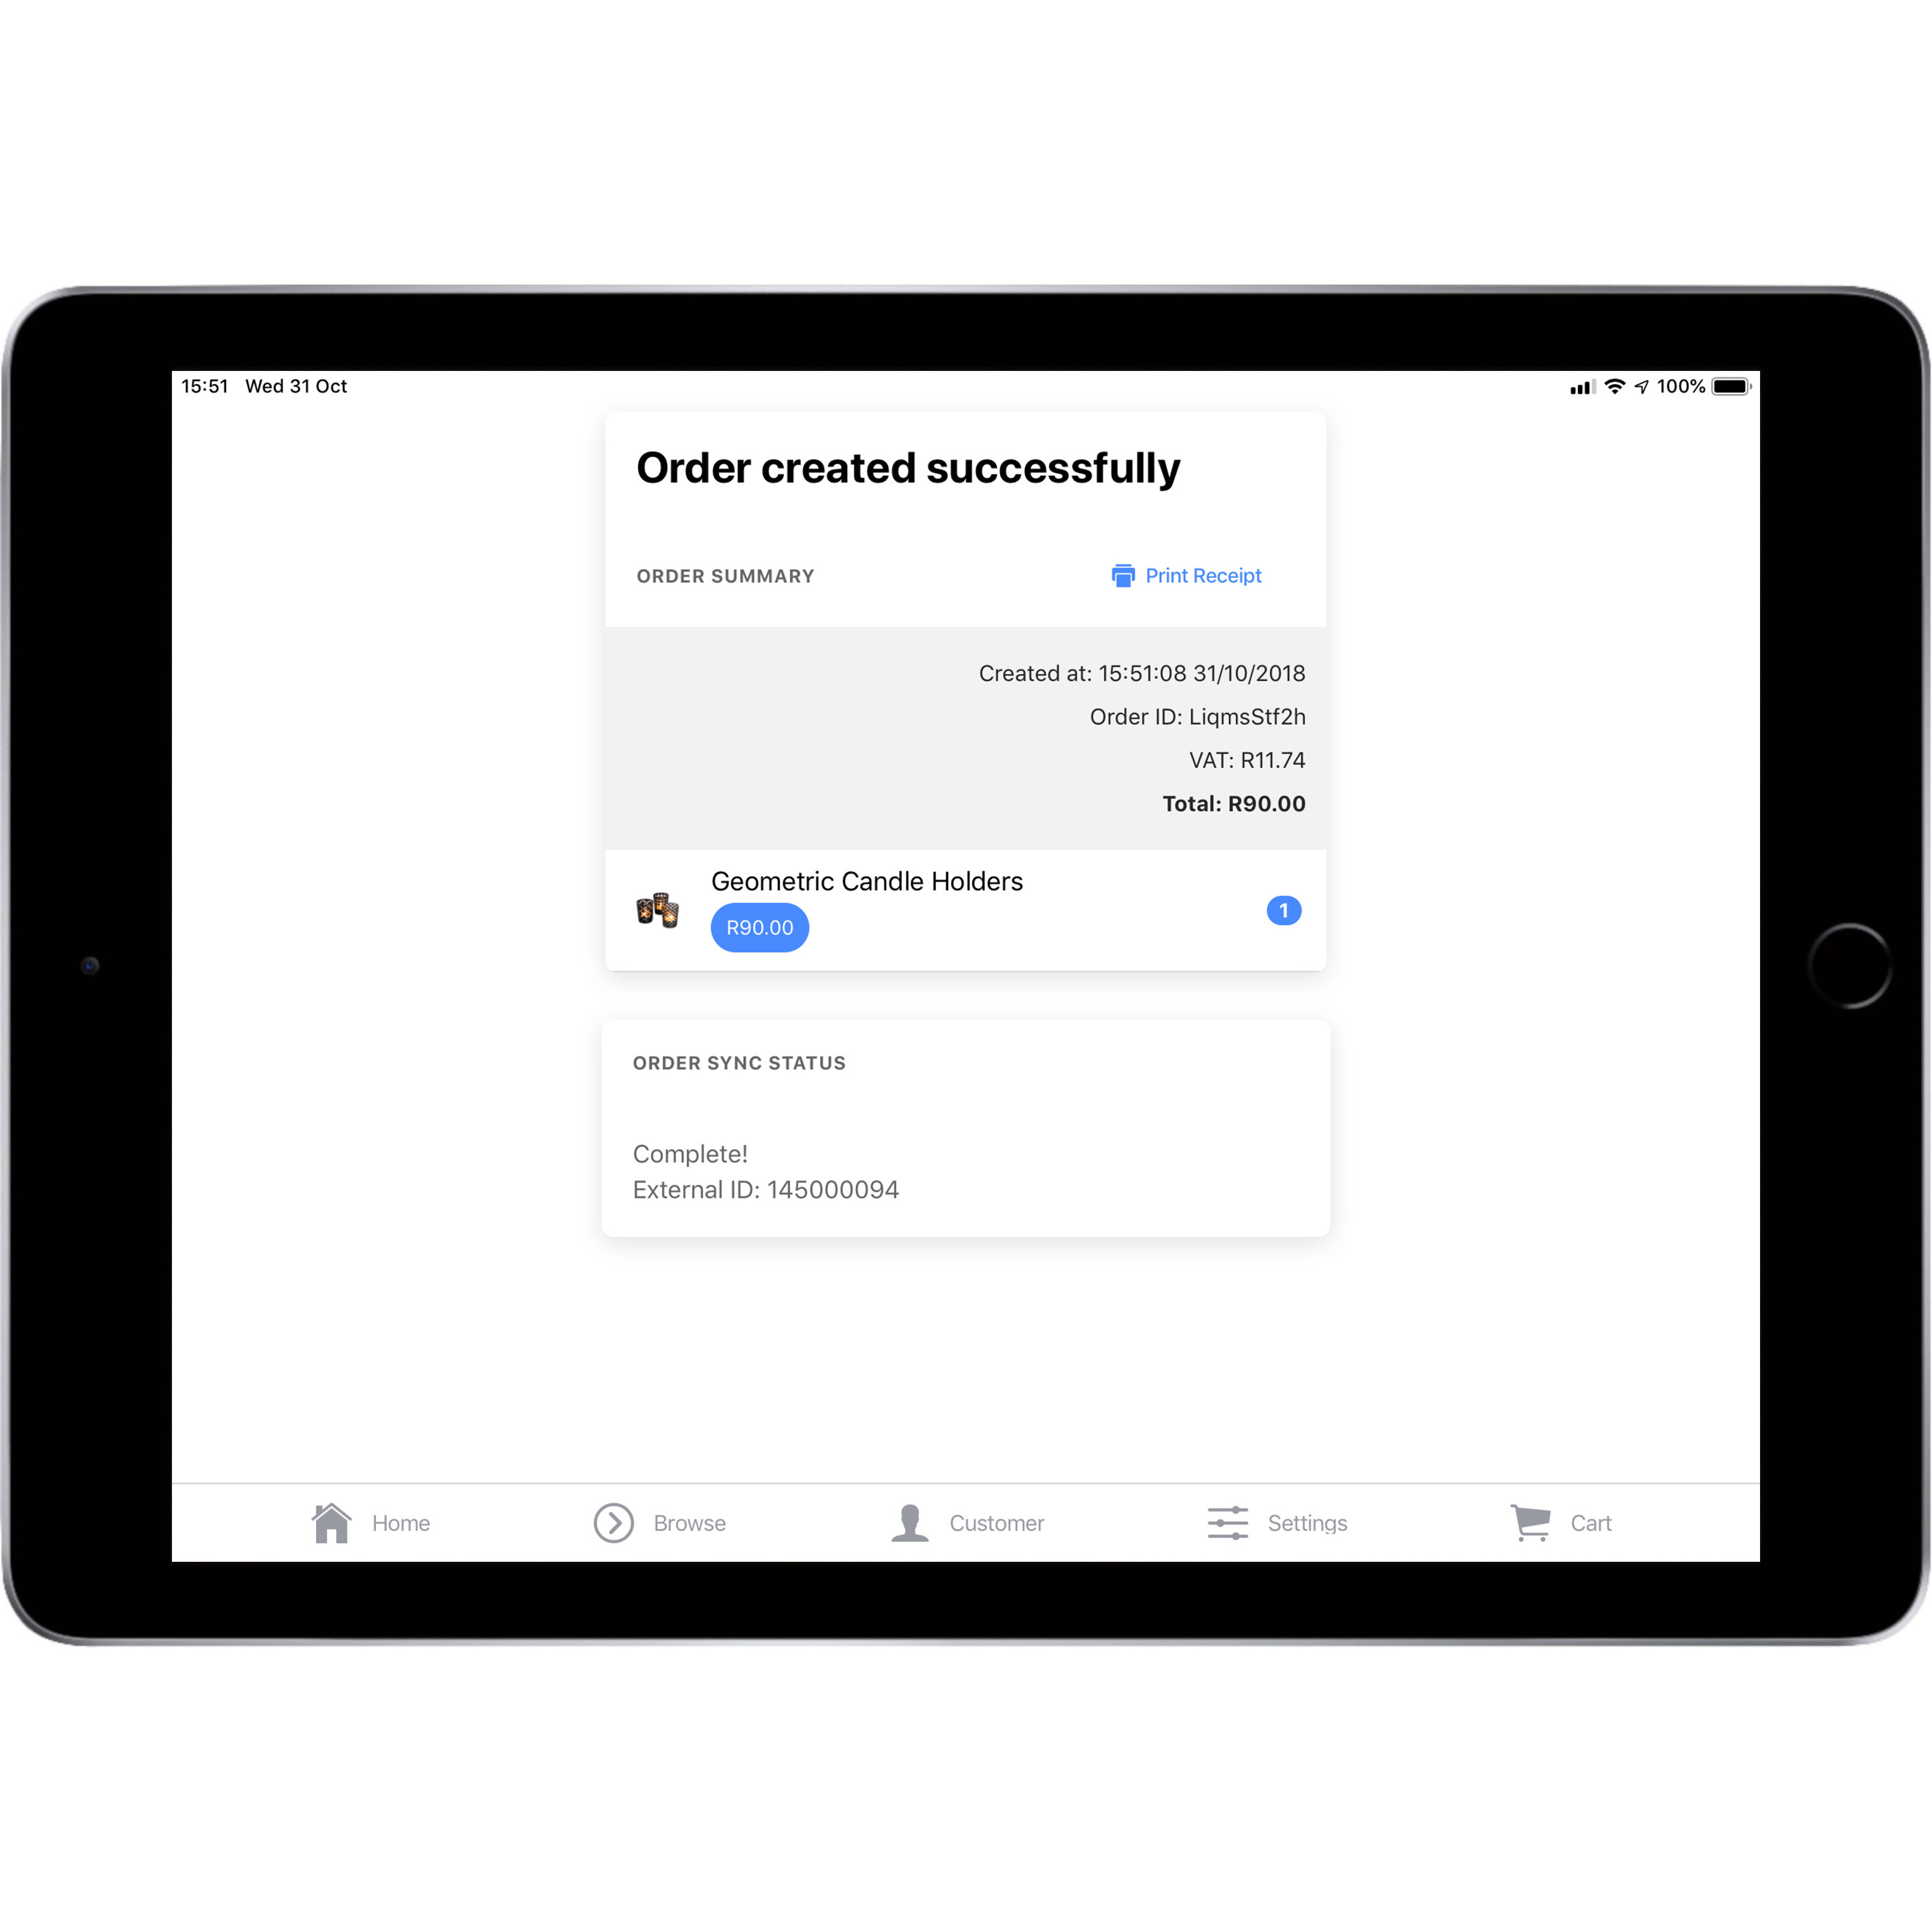 15:51 Wed 31 Oct 100%
Order created successfully
ORDER SUMMARY Print Receipt
Created at: 15:51:08 31/10/2018
Order ID: LiqmsStf2h
VAT: R11.74
Total: R90.00
Geometric Candle Holders
R90.00
1
ORDER SYNC STATUS
Complete!
External ID: 145000094
Home Browse Customer Settings Cart